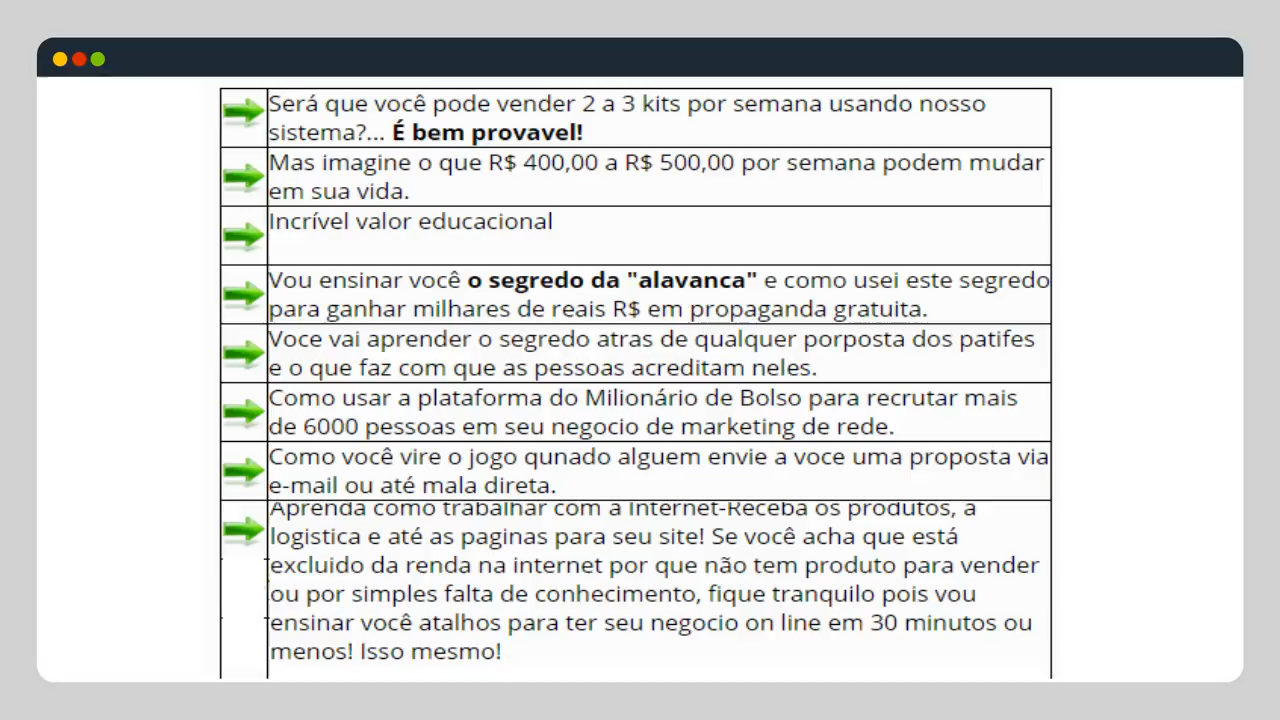 Será que você pode vender 2 a 3 kits por semana usando nosso
sistema?... É bem provavel!
Mas imagine o que R$ 400,00 a R$ 500,00 por semana podem mudar
em sua vida.
Incrível valor educacional
Vou ensinar você o segredo da "alavanca" e como usei este segredo
para ganhar milhares de reais R$ em propaganda gratuita.
Voce vai aprender o segredo atras de qualquer porposta dos patifes
e o que faz com que as pessoas acreditam neles.
Como usar a plataforma do Milionário de Bolso para recrutar mais
de 6000 pessoas em seu negocio de marketing de rede.
Como você vire o jogo qunado alguem envie a voce uma proposta via
e-mail ou até mala direta.
Aprenda como trabalhar com a Internet-Receba os produtos, a
logistica e até as paginas para seu site! Se você acha que está
excluido da renda na internet por que não tem produto para vender
ou por simples falta de conhecimento, fique tranquilo pois vou
ensinar você atalhos para ter seu negocio on line em 30 minutos ou
menos! Isso mesmo!